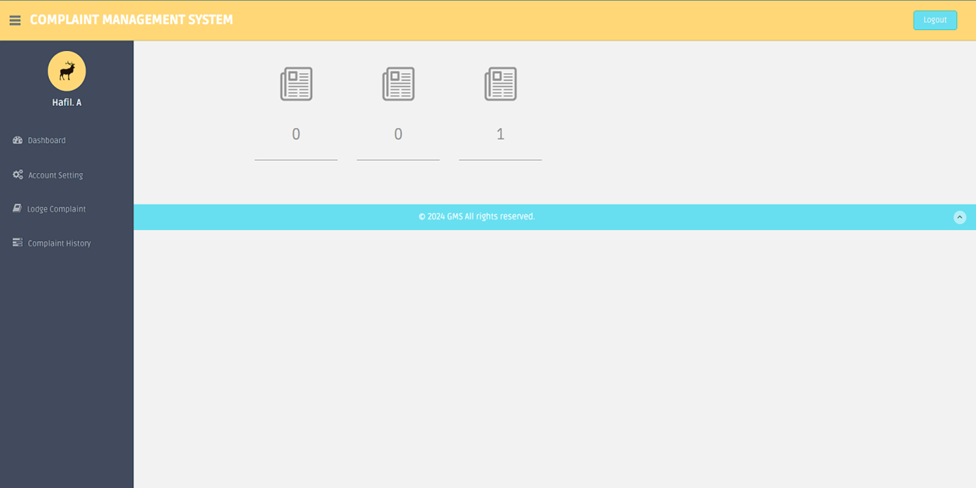 COMPLAINT MANAGEMENT SYSTEM
Logout
Hafil. A
Dashboard
Account Setting
Lodge Complaint
Complaint History
0
0
1
© 2024 GMS All rights reserved.